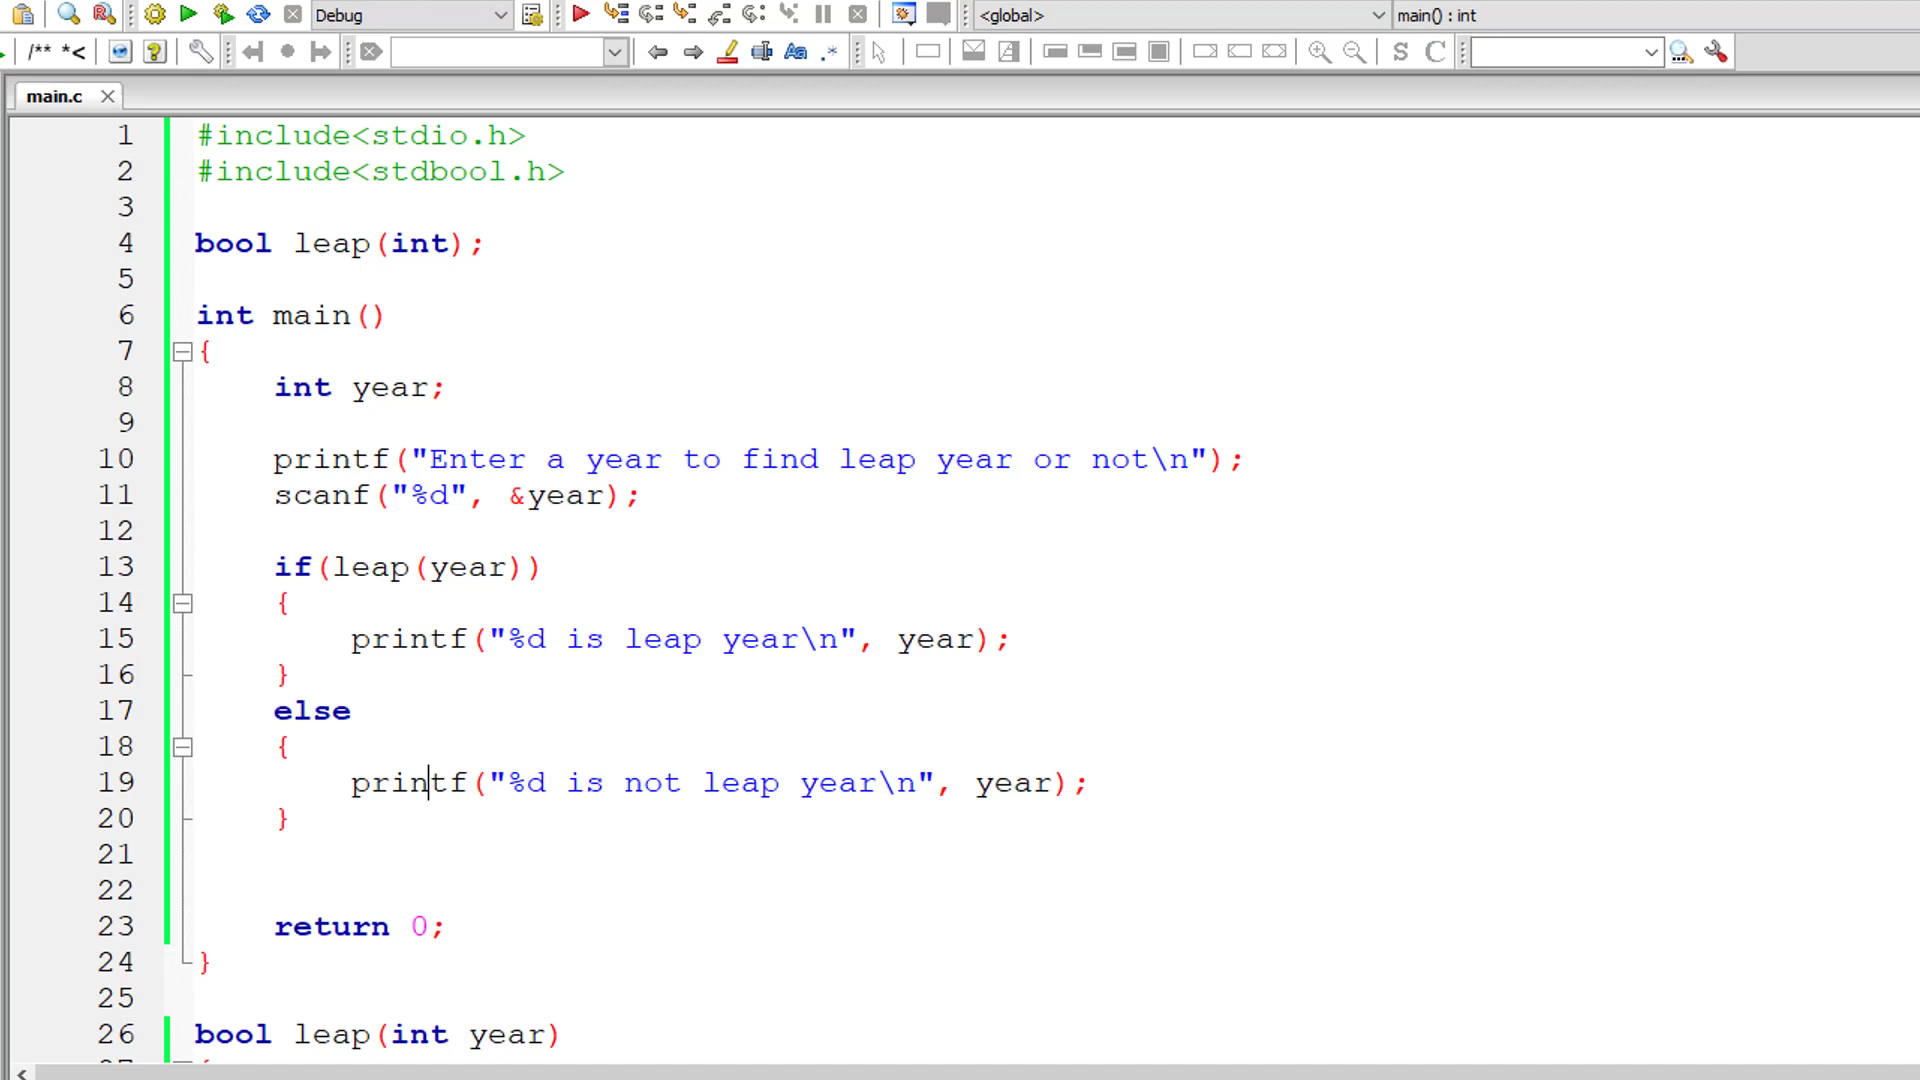 Debug <global> main() : int
/** *<
main.c
1 #include<stdio.h>
2 #include<stdbool.h>
3
4 bool leap(int);
5
6 int main()
7 {
8 int year;
9
10 printf("Enter a year to find leap year or not\n");
11 scanf("%d", &year);
12
13 if(leap(year))
14 {
15 printf("%d is leap year\n", year);
16 }
17 else
18 {
19 printf("%d is not leap year\n", year);
20 }
21
22
23 return 0;
24 }
25
26 bool leap(int year)